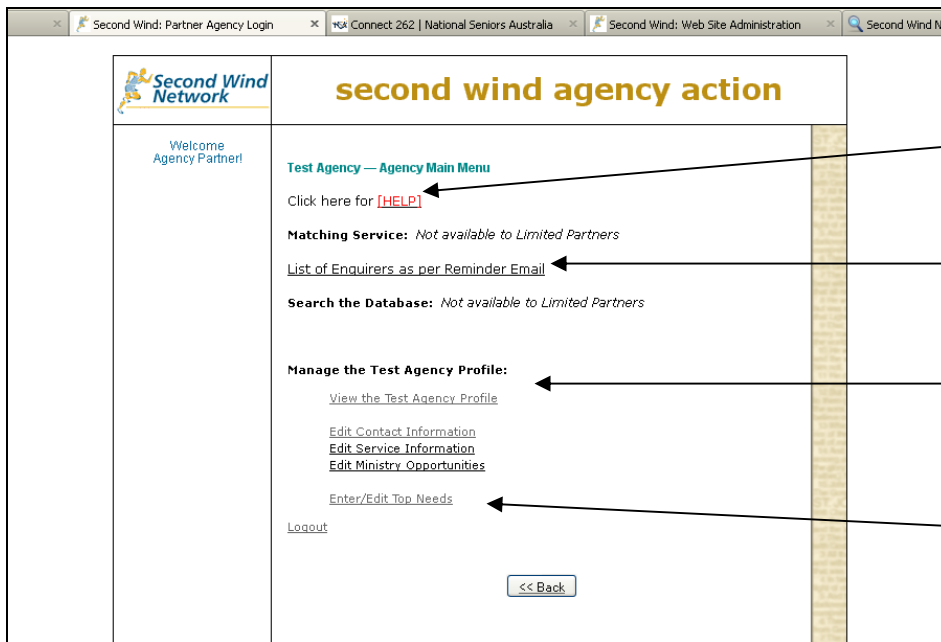 Second Wind: Partner Agency Login
Connect 262 | National Seniors Australia
Second Wind: Web Site Administration
Second Wind N
Second Wind
Network
second wind agency action
Welcome
Agency Partner!
Test Agency — Agency Main Menu
Click here for [HELP]
Matching Service: Not available to Limited Partners
List of Enquirers as per Reminder Email
Search the Database: Not available to Limited Partners
Manage the Test Agency Profile:
View the Test Agency Profile
Edit Contact Information
Edit Service Information
Edit Ministry Opportunities
Enter/Edit Top Needs
Logout
<< Back